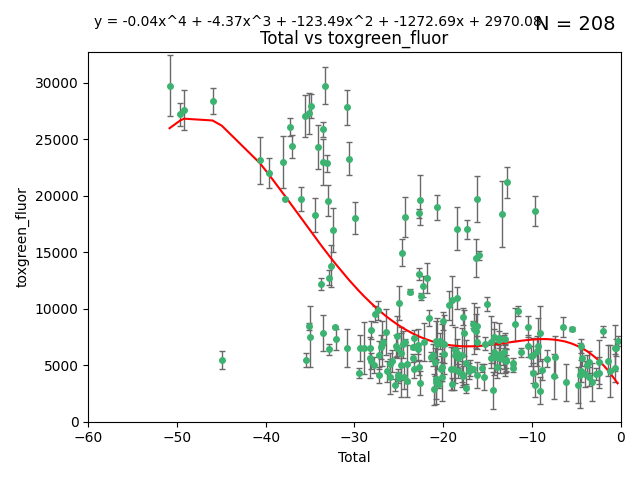 y = -0.04x^4 + -4.37x^3 + -123.49x^2 + -1272.69x + 2970.08
N = 208
Total vs toxgreen_fluor
30000
25000
20000
15000
10000
5000
0
toxgreen_fluor
−60 −50 −40 −30 −20 −10 0
Total